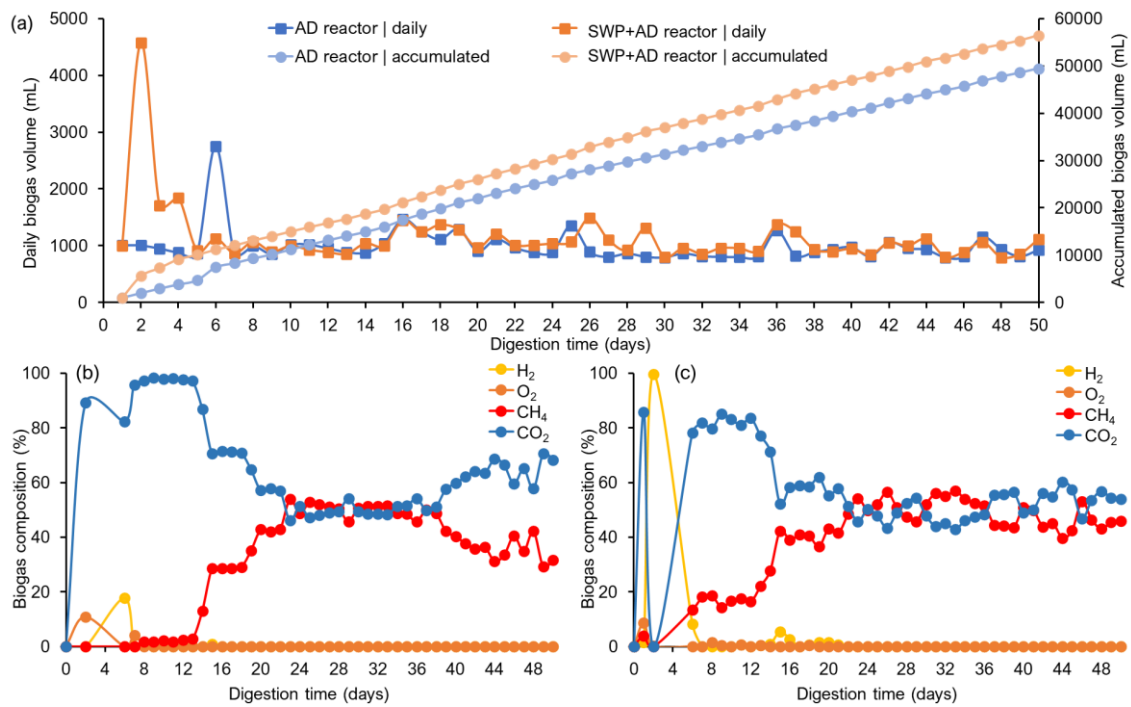 (a)
AD reactor | daily
SWP+AD reactor | daily
AD reactor | accumulated
SWP+AD reactor | accumulated
Daily biogas volume (mL)
5000
4000
3000
2000
1000
0
Accumulated biogas volume (mL)
60000
50000
40000
30000
20000
10000
0
0 2 4 6 8 10 12 14 16 18 20 22 24 26 28 30 32 34 36 38 40 42 44 46 48 50
Digestion time (days)
(b)
H₂
O₂
CH₄
CO₂
Biogas composition (%)
100
80
60
40
20
0
0 4 8 12 16 20 24 28 32 36 40 44 48
Digestion time (days)
(c)
H₂
O₂
CH₄
CO₂
Biogas composition (%)
100
80
60
40
20
0
0 4 8 12 16 20 24 28 32 36 40 44 48
Digestion time (days)